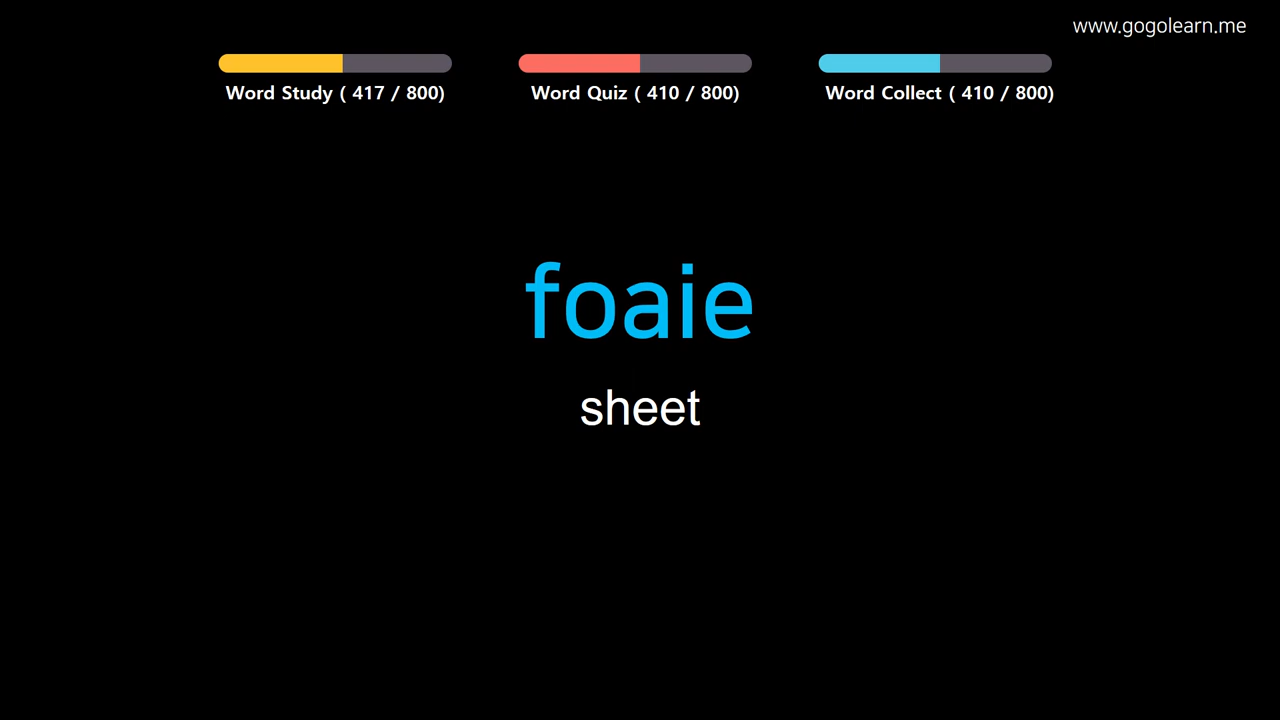 www.gogolearn.me
Word Study ( 417 / 800)
Word Quiz ( 410 / 800)
Word Collect ( 410 / 800)
foaie
sheet